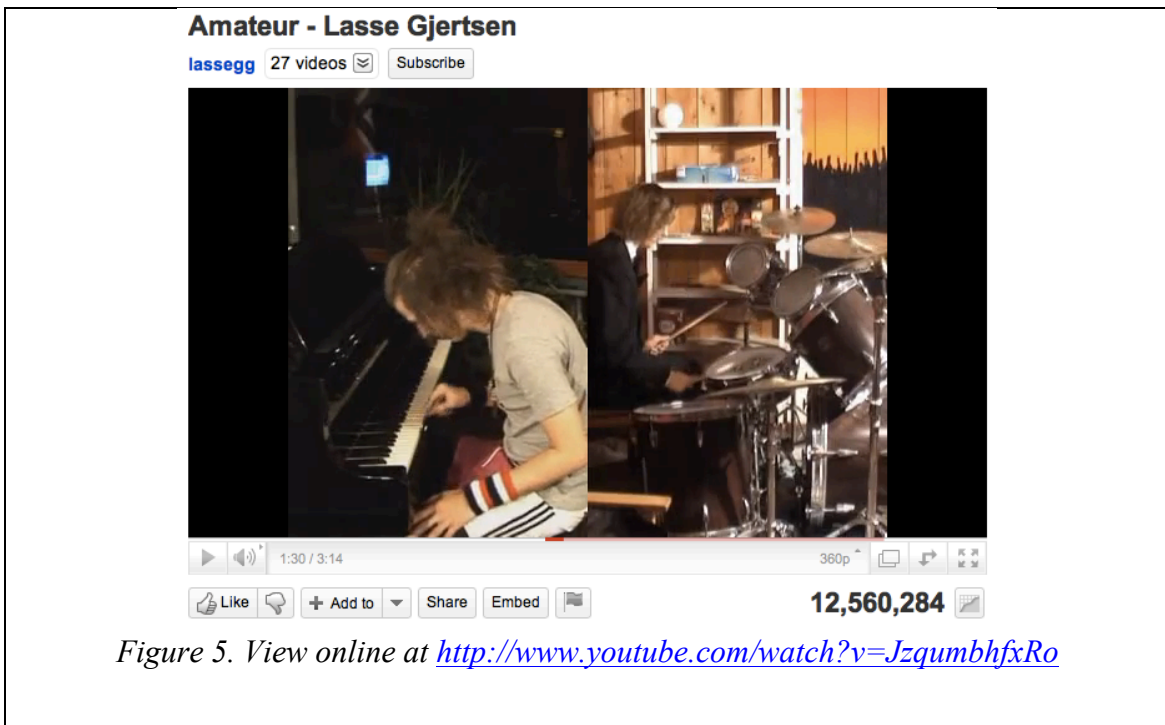 Amateur - Lasse Gjertsen
lassegg 27 videos Subscribe
1:30 / 3:14 360p
Like Add to Share Embed 12,560,284
Figure 5. View online at http://www.youtube.com/watch?v=JzqumbhfxRo